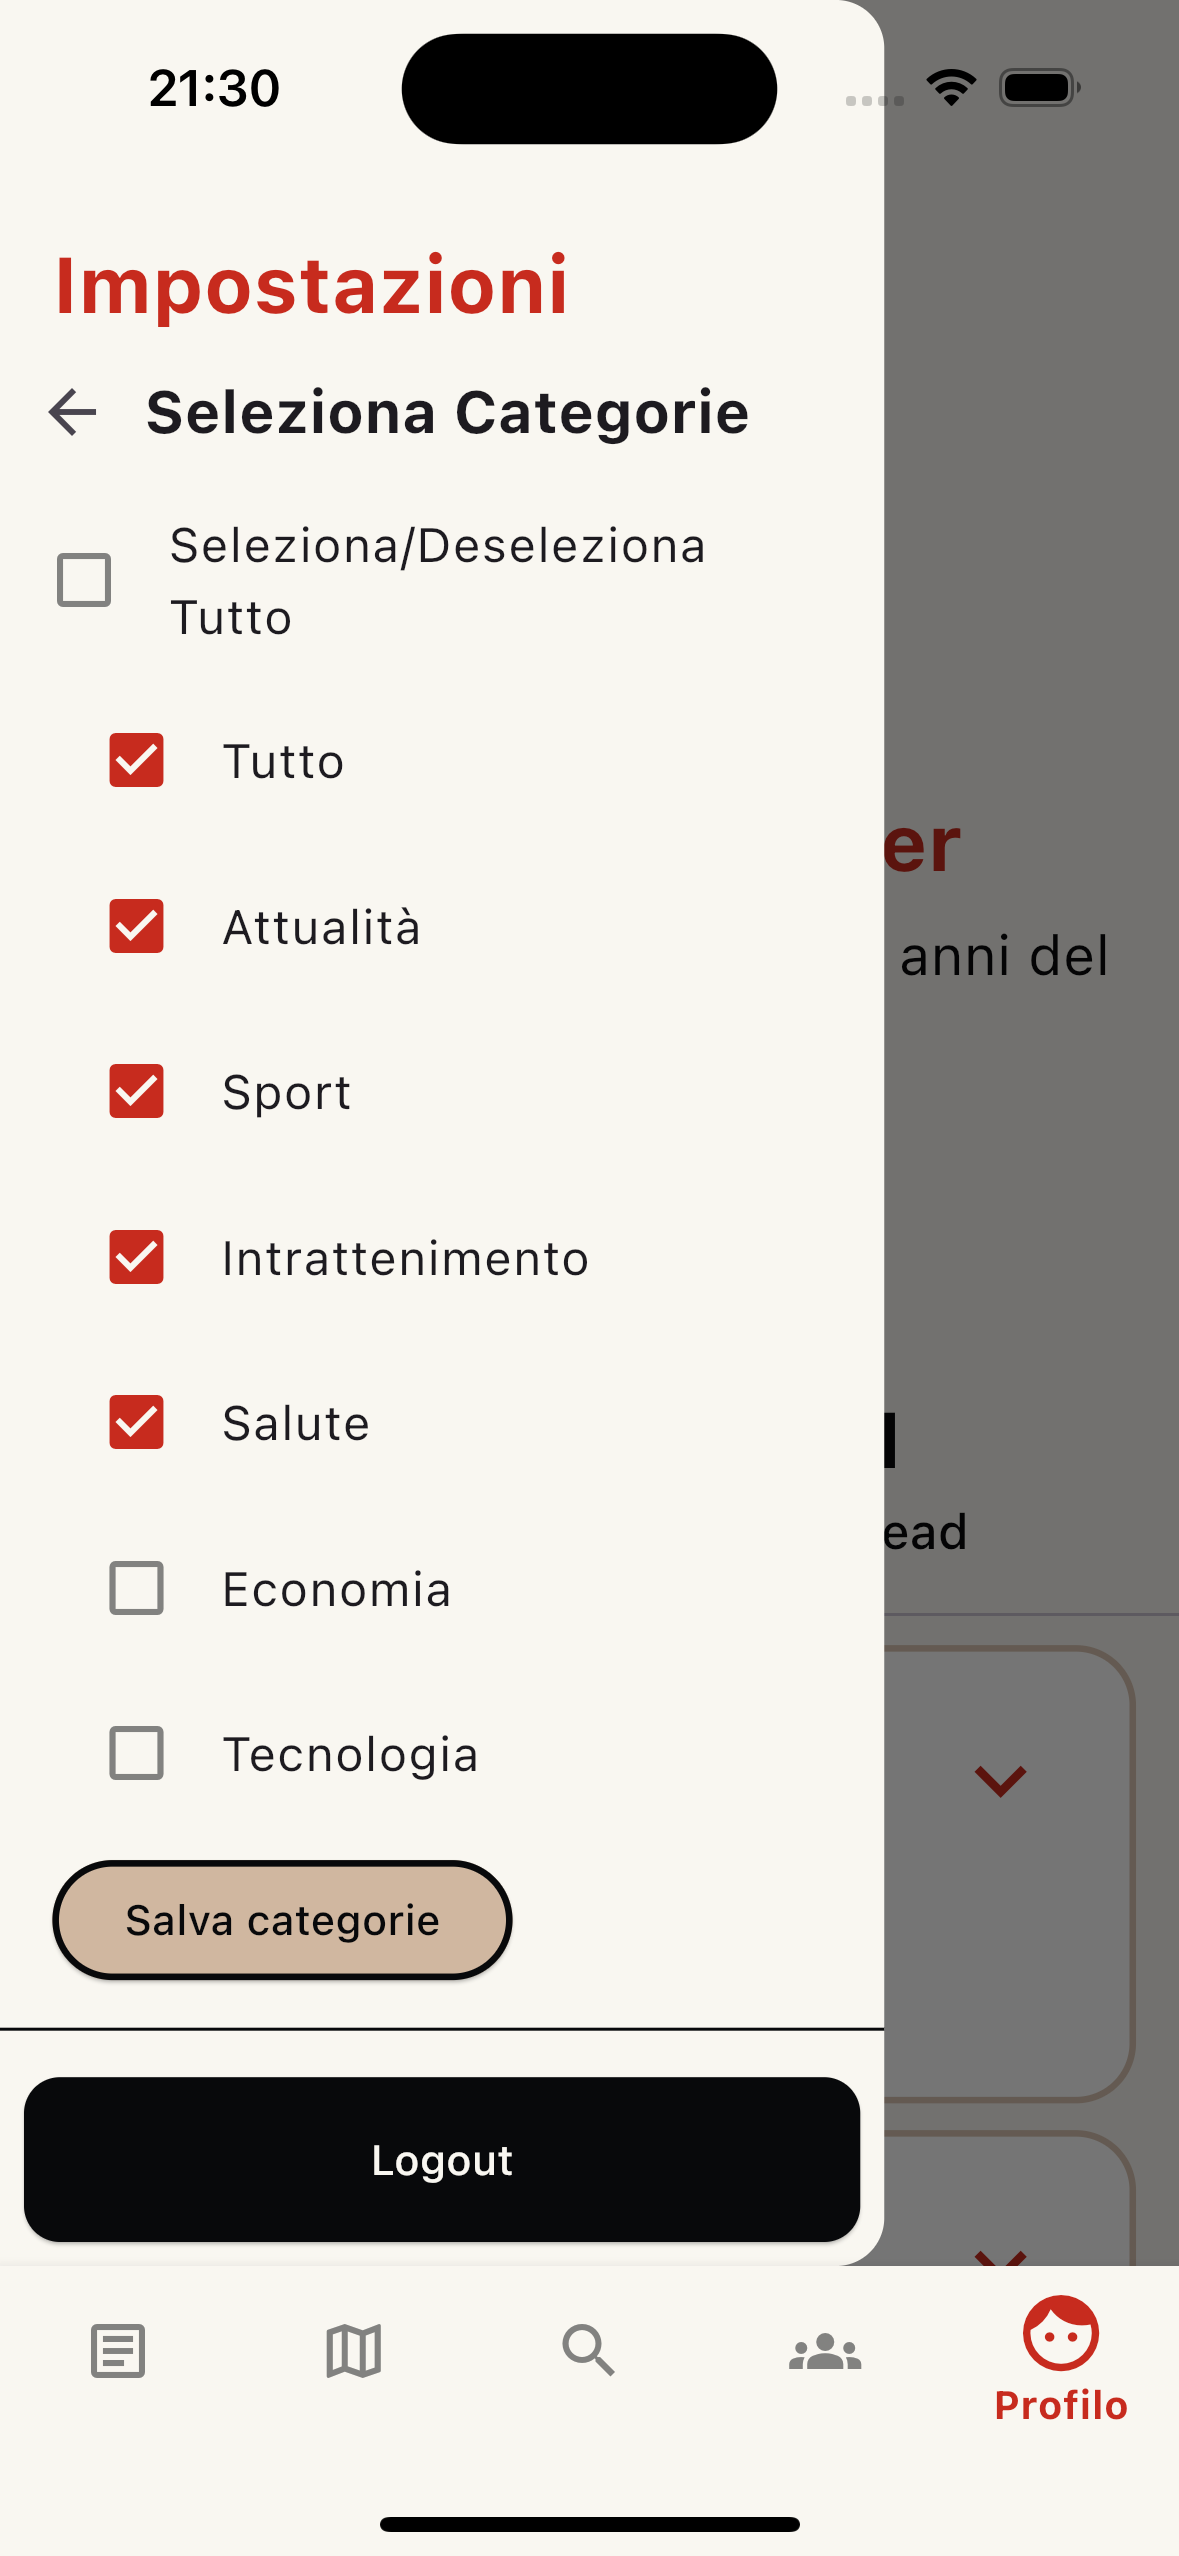 21:30
Impostazioni
Seleziona Categorie
Seleziona/Deseleziona
Tutto
Tutto
er
Attualità
anni del
Sport
Intrattenimento
Salute
ead
Economia
Tecnologia
Salva categorie
Logout
Profilo